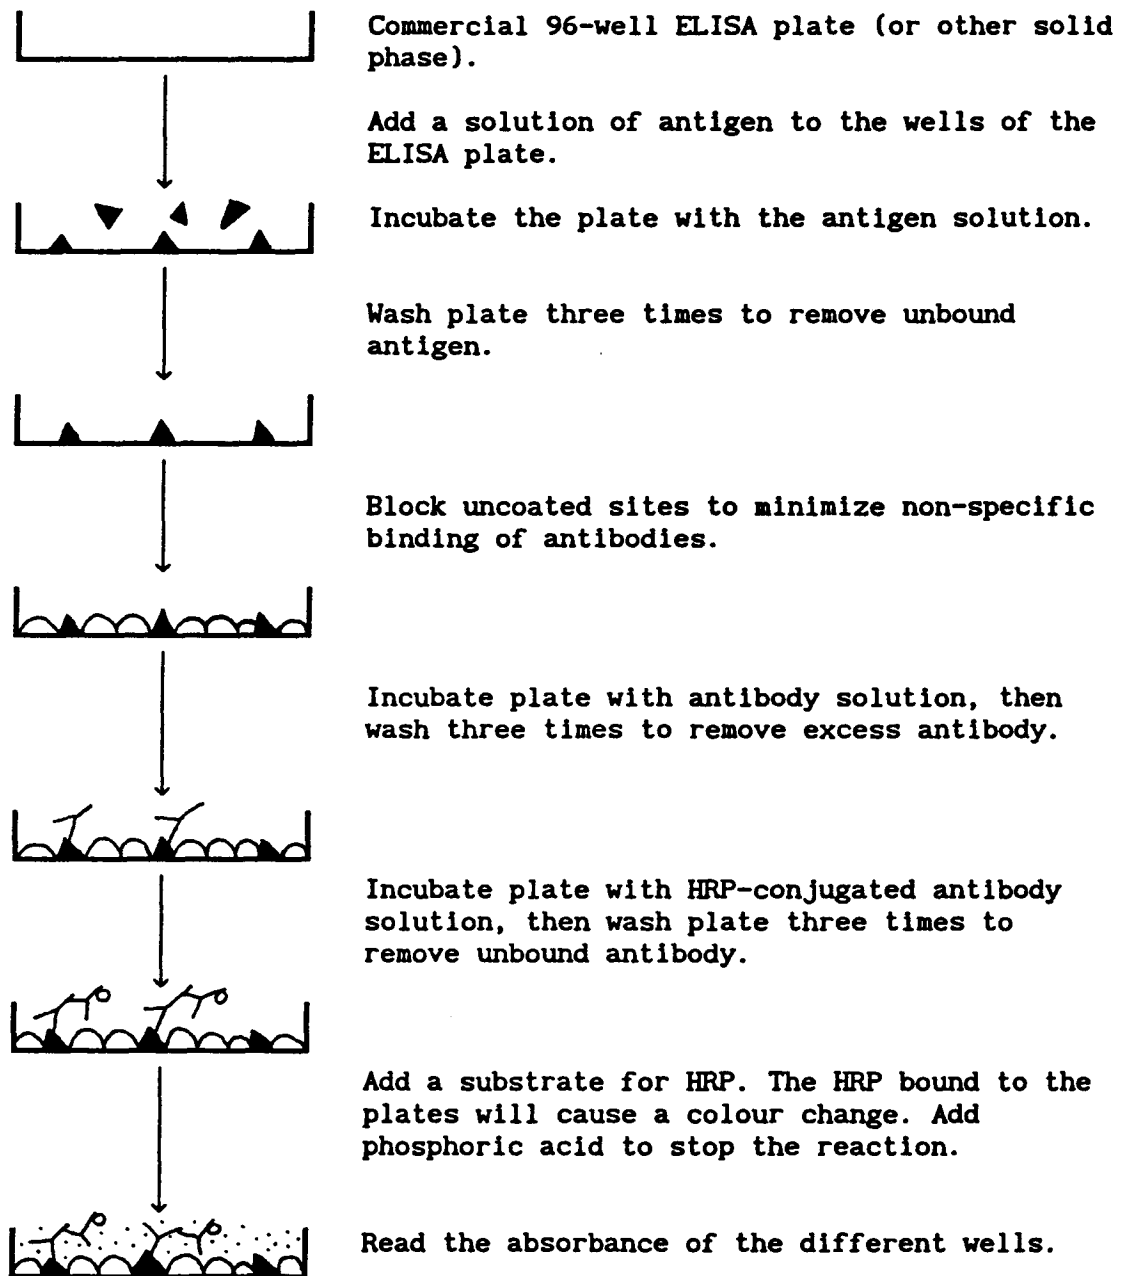 Commercial 96-well ELISA plate (or other solid
phase).
Add a solution of antigen to the wells of the
ELISA plate.
Incubate the plate with the antigen solution.
Wash plate three times to remove unbound
antigen.
Block uncoated sites to minimize non-specific
binding of antibodies.
Incubate plate with antibody solution, then
wash three times to remove excess antibody.
Incubate plate with HRP-conjugated antibody
solution, then wash plate three times to
remove unbound antibody.
Add a substrate for HRP. The HRP bound to the
plates will cause a colour change. Add
phosphoric acid to stop the reaction.
Read the absorbance of the different wells.